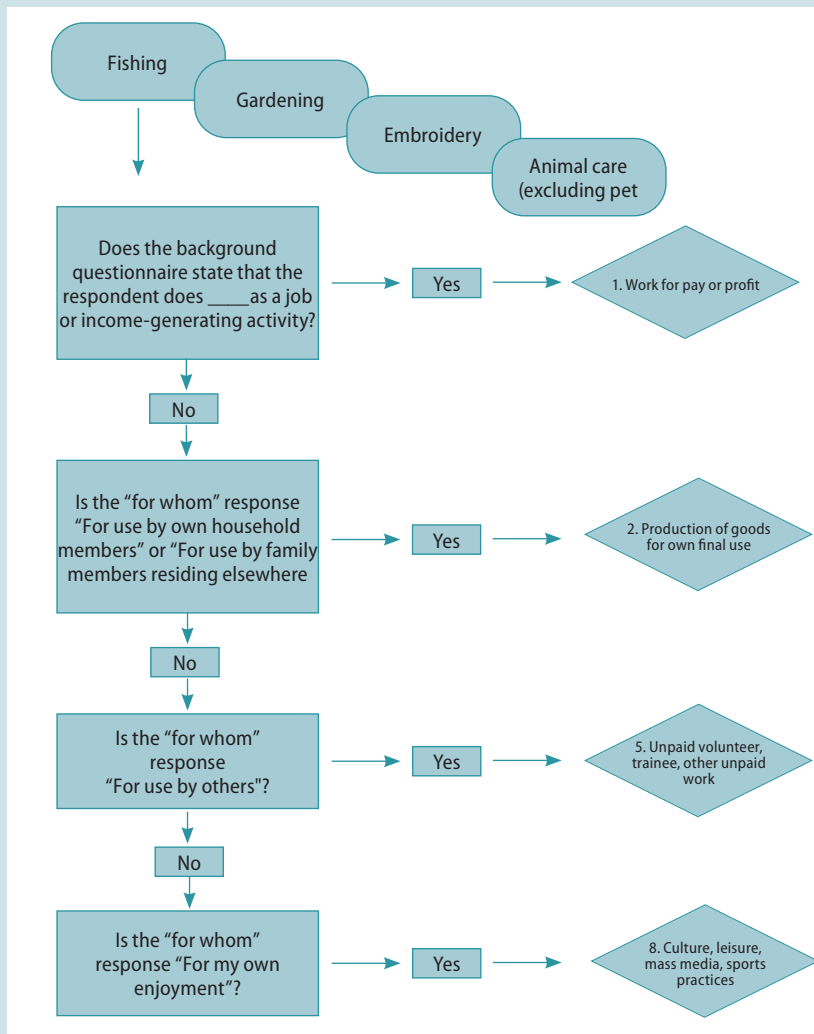 Fishing
Gardening
Embroidery
Animal care
(excluding pet
Does the background
questionnaire state that the
respondent does ____as a job
or income-generating activity?
Yes
1. Work for pay or profit
No
Is the “for whom” response
“For use by own household
members” or “For use by family
members residing elsewhere
Yes
2. Production of goods
for own final use
No
Is the “for whom”
response
“For use by others"?
Yes
5. Unpaid volunteer,
trainee, other unpaid
work
No
Is the “for whom”
response “For my own
enjoyment”?
Yes
8. Culture, leisure,
mass media, sports
practices